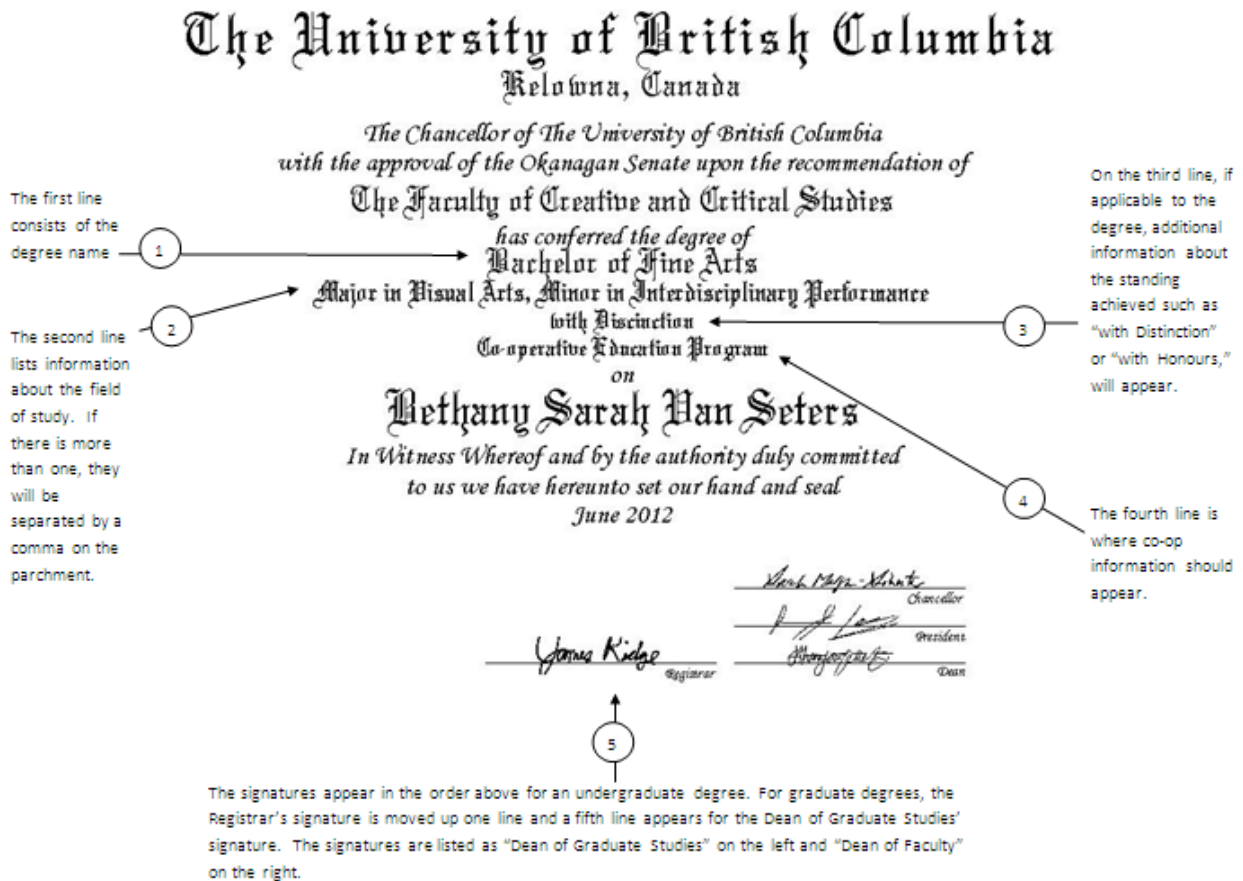 The University of British Columbia
Kelowna, Canada
The Chancellor of The University of British Columbia
with the approval of the Okanagan Senate upon the recommendation of
The Faculty of Creative and Critical Studies
has conferred the degree of
Bachelor of Fine Arts
Major in Visual Arts, Minor in Interdisciplinary Performance
with Discinction
Co-operative Education Program
on
Bethany Sarah Van Seters
In Witness Whereof and by the authority duly committed
to us we have hereunto set our hand and seal
June 2012
Chancellor
President
Registrar
Dean
The first line
consists of the
degree name
1
2
The second line
lists information
about the field
of study. If
there is more
than one, they
will be
separated by a
comma on the
parchment.
On the third line, if
applicable to the
degree, additional
information about
the standing
achieved such as
“with Distinction”
or “with Honours,”
will appear.
3
4
The fourth line is
where co-op
information should
appear.
5
The signatures appear in the order above for an undergraduate degree. For graduate degrees, the
Registrar’s signature is moved up one line and a fifth line appears for the Dean of Graduate Studies’
signature. The signatures are listed as “Dean of Graduate Studies” on the left and “Dean of Faculty”
on the right.